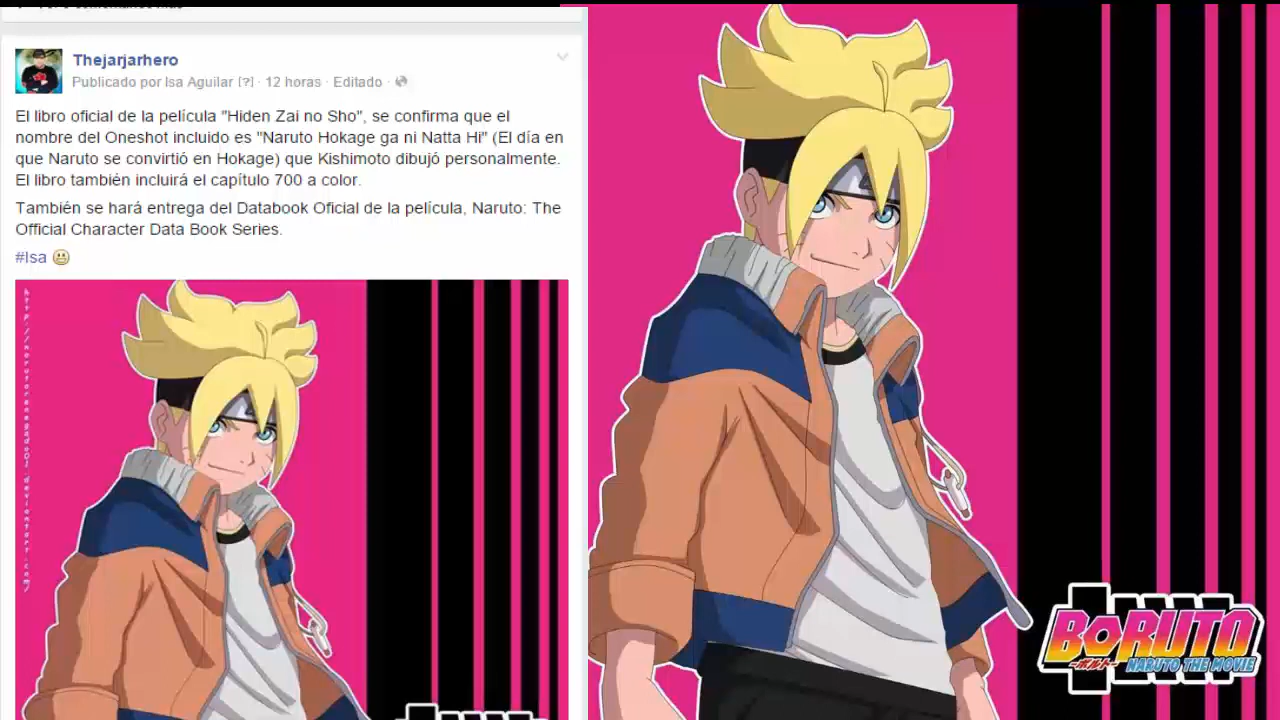 Thejarjarhero
Publicado por Isa Aguilar [?] · 12 horas · Editado ·
El libro oficial de la película "Hiden Zai no Sho", se confirma que el
nombre del Oneshot incluido es "Naruto Hokage ga ni Natta Hi" (El día en
que Naruto se convirtió en Hokage) que Kishimoto dibujó personalmente.
El libro también incluirá el capítulo 700 a color.
También se hará entrega del Databook Oficial de la película, Naruto: The
Official Character Data Book Series.
#Isa
BORUTO
~ボルト~ NARUTO THE MOVIE